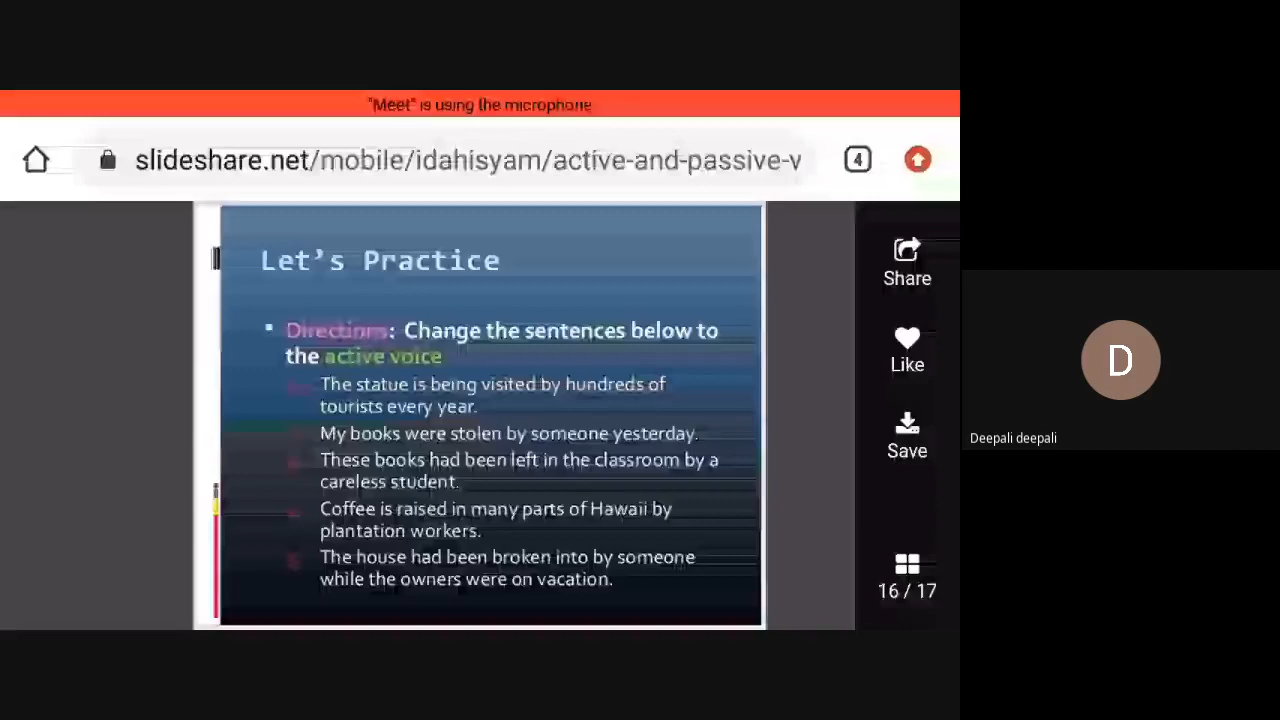 "Meet" is using the microphone
slideshare.net/mobile/idahisyam/active-and-passive-v
4
Let's Practice
Share
Directions: Change the sentences below to
the active voice
Like
The statue is being visited by hundreds of
tourists every year.
My books were stolen by someone yesterday.
Save
These books had been left in the classroom by a
careless student.
Coffee is raised in many parts of Hawaii by
plantation workers.
The house had been broken into by someone
while the owners were on vacation.
16 / 17
D
Deepali deepali